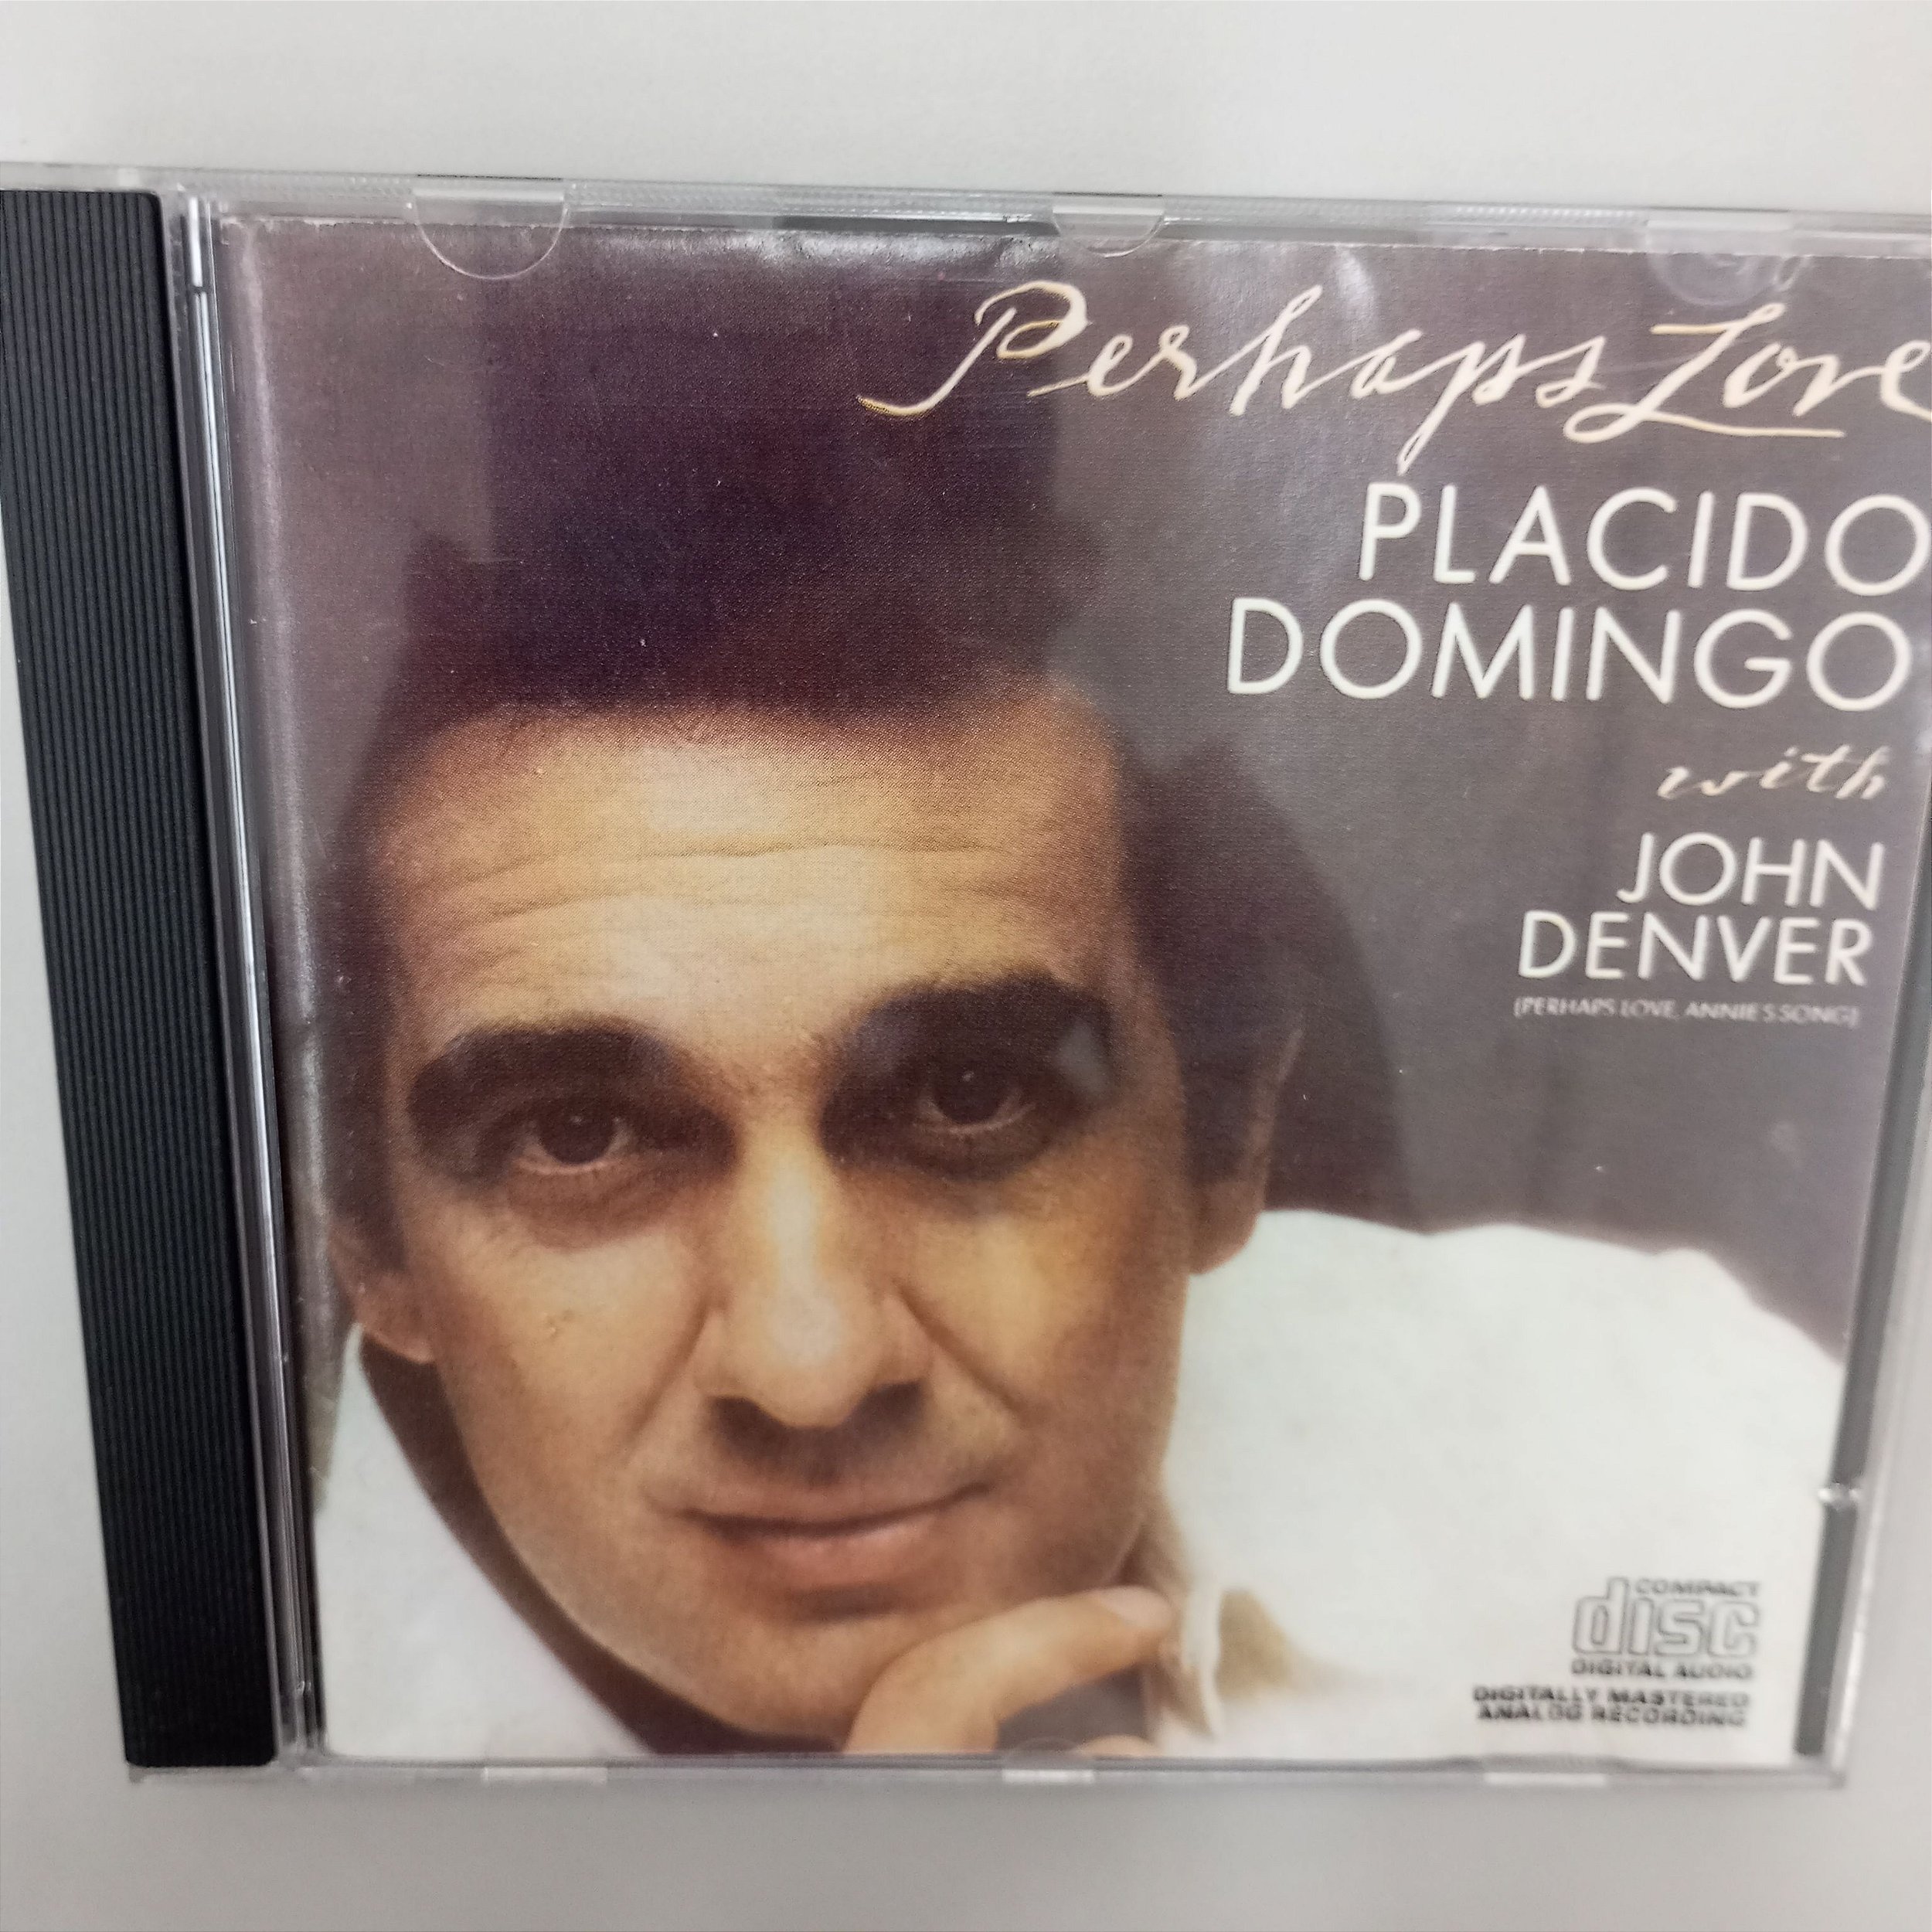 Perhaps Love
PLACIDO
DOMINGO
with
JOHN
DENVER
(PERHAPS LOVE, ANNIE'S SONG)
COMPACT
disc
DIGITAL AUDIO
DIGITALLY MASTERED
ANALOG RECORDING